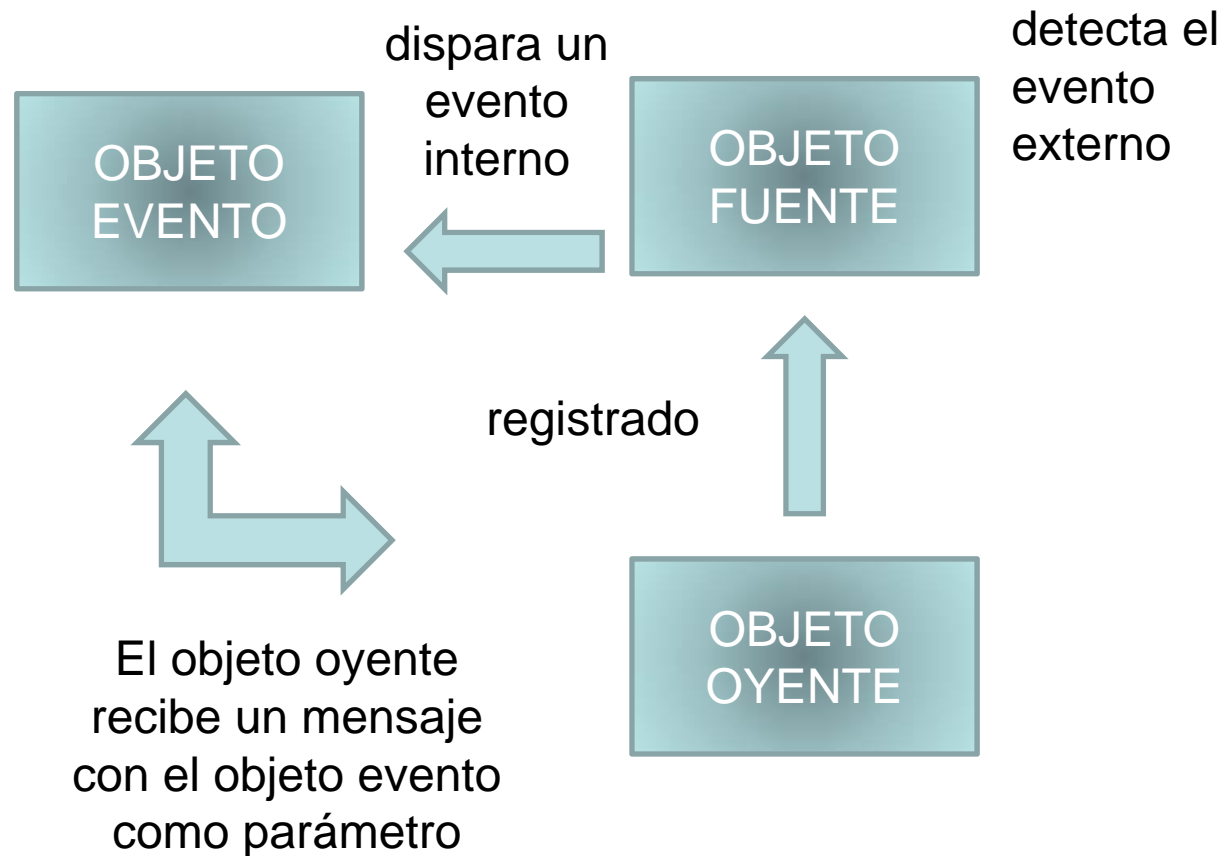 OBJETO
EVENTO
dispara un
evento
interno
OBJETO
FUENTE
detecta el
evento
externo
registrado
El objeto oyente
recibe un mensaje
con el objeto evento
como parámetro
OBJETO
OYENTE